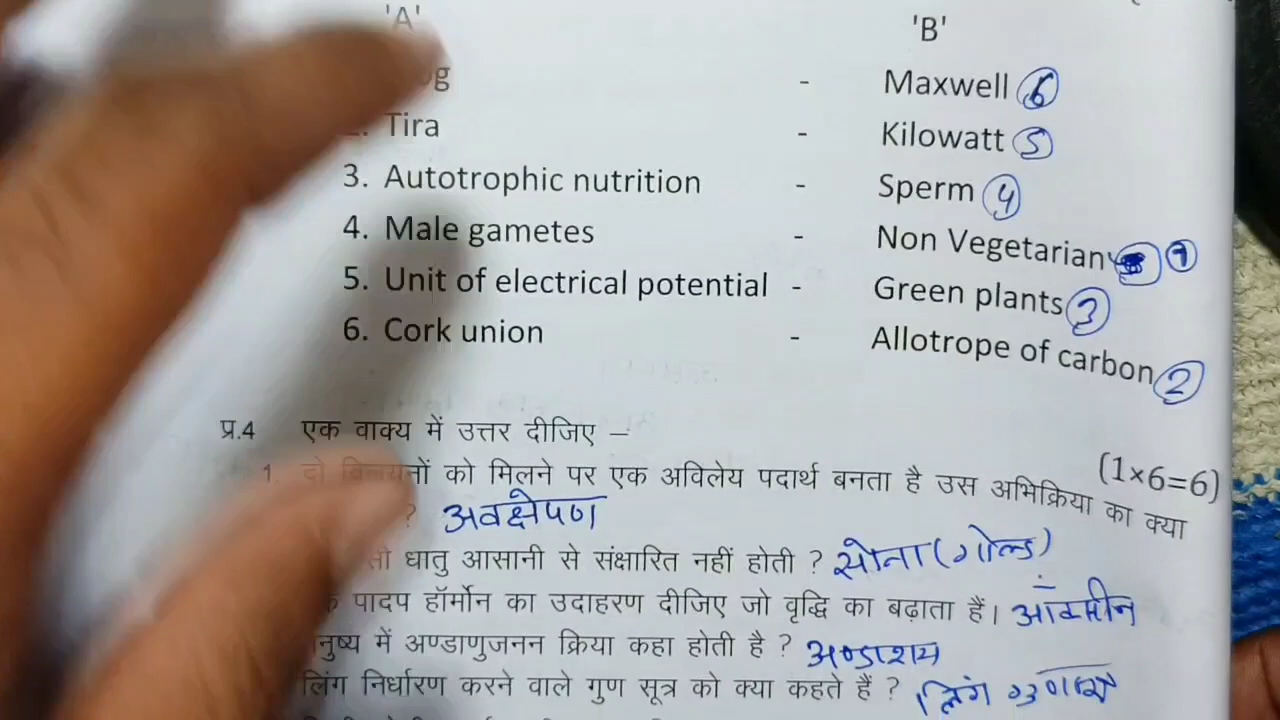 'A' 'B'
- Maxwell 6
Tira - Kilowatt 5
3. Autotrophic nutrition - Sperm 4
4. Male gametes - Non Vegetarian 1
5. Unit of electrical potential - Green plants 3
6. Cork union - Allotrope of carbon 2
प्र.4 एक वाक्य में उत्तर दीजिए –
(1×6=6)
1. दो विलयनों को मिलने पर एक अविलेय पदार्थ बनता है उस अभिक्रिया का क्या
? अवक्षेपण
धातु आसानी से संक्षारित नहीं होती ? सोना (गोल्ड)
पादप हॉर्मोन का उदाहरण दीजिए जो वृद्धि का बढ़ाता हैं।
में अण्डाणुजनन क्रिया कहा होती है ? अण्डाशय
लिंग निर्धारण करने वाले गुण सूत्र को क्या कहते हैं ? लिंग